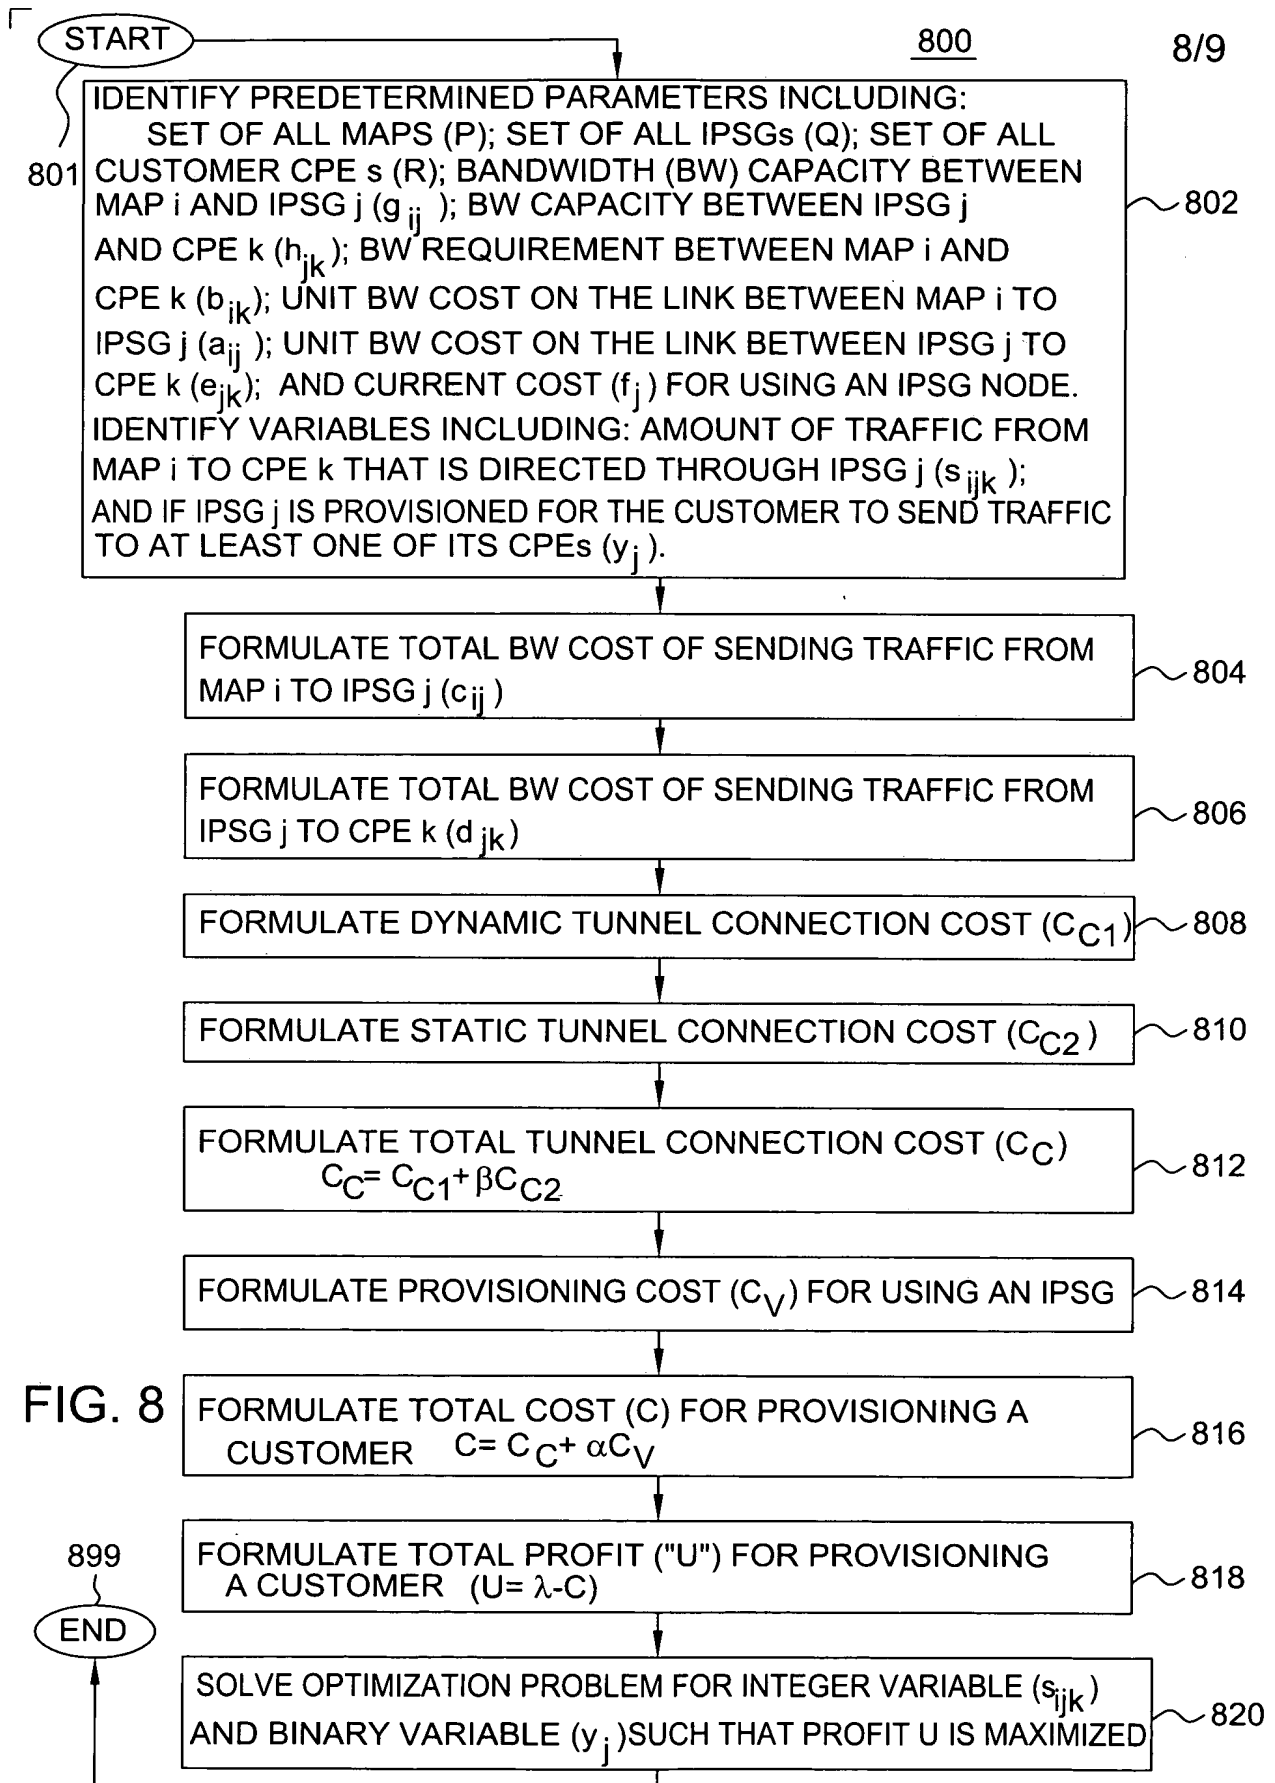 START
800
8/9
801
IDENTIFY PREDETERMINED PARAMETERS INCLUDING:
SET OF ALL MAPS (P); SET OF ALL IPSGs (Q); SET OF ALL
CUSTOMER CPE s (R); BANDWIDTH (BW) CAPACITY BETWEEN
MAP i AND IPSG j (g ij ); BW CAPACITY BETWEEN IPSG j
AND CPE k (hjk ); BW REQUIREMENT BETWEEN MAP i AND
CPE k (bik); UNIT BW COST ON THE LINK BETWEEN MAP i TO
IPSG j (aij ); UNIT BW COST ON THE LINK BETWEEN IPSG j TO
CPE k (ejk); AND CURRENT COST (fj ) FOR USING AN IPSG NODE.
IDENTIFY VARIABLES INCLUDING: AMOUNT OF TRAFFIC FROM
MAP i TO CPE k THAT IS DIRECTED THROUGH IPSG j (s ijk );
AND IF IPSG j IS PROVISIONED FOR THE CUSTOMER TO SEND TRAFFIC
TO AT LEAST ONE OF ITS CPEs (yj ).
802
FORMULATE TOTAL BW COST OF SENDING TRAFFIC FROM
MAP i TO IPSG j (c ij )
804
FORMULATE TOTAL BW COST OF SENDING TRAFFIC FROM
IPSG j TO CPE k (d jk)
806
FORMULATE DYNAMIC TUNNEL CONNECTION COST (CC1)
808
FORMULATE STATIC TUNNEL CONNECTION COST (CC2)
810
FORMULATE TOTAL TUNNEL CONNECTION COST (CC)
CC= CC1+ βCC2
812
FORMULATE PROVISIONING COST (CV) FOR USING AN IPSG
814
FIG. 8
FORMULATE TOTAL COST (C) FOR PROVISIONING A
CUSTOMER C= CC+ αCV
816
FORMULATE TOTAL PROFIT ("U") FOR PROVISIONING
A CUSTOMER (U= λ-C)
818
899
END
SOLVE OPTIMIZATION PROBLEM FOR INTEGER VARIABLE (sijk)
AND BINARY VARIABLE (yj )SUCH THAT PROFIT U IS MAXIMIZED
820